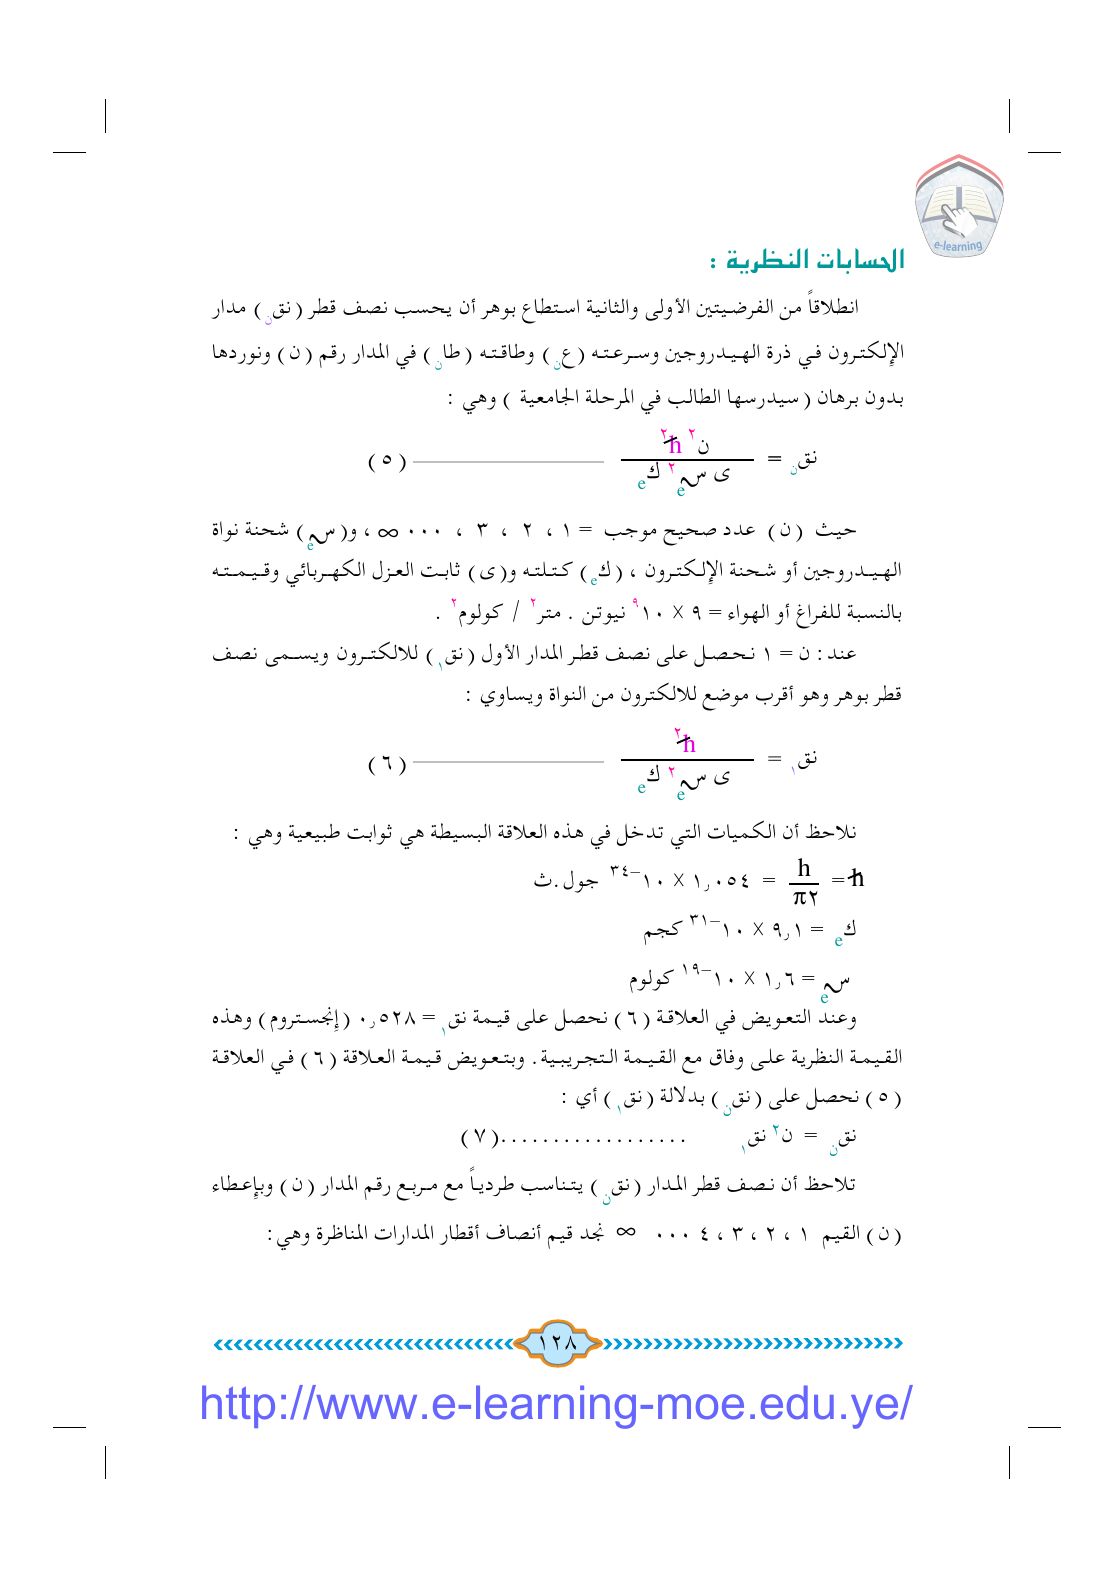 e-learning
الحسابات النظرية :
انطلاقاً من الفرضيتين الأولى والثانية استطاع بوهر أن يحسب نصف قطر ( نقن ) مدار
الإلكترون في ذرة الهيدروجين وسرعته ( عن ) وطاقته ( طان ) في المدار رقم ( ن ) ونوردها
بدون برهان ( سيدرسها الطالب في المرحلة الجامعية ) وهي :
نقن = ن٢ ħ٢ / ى سe٢ كe ــــــــــــ ( ٥ )
حيث ( ن ) عدد صحيح موجب = ١ ، ٢ ، ٣ ، ٠٠٠ ∞ ، و( سe ) شحنة نواة
الهيدروجين أو شحنة الإلكترون ، ( كe ) كتلته و( ى ) ثابت العزل الكهربائي وقيمته
بالنسبة للفراغ أو الهواء = ٩ × ١٠٩ نيوتن . متر٢ / كولوم٢ .
عند : ن = ١ نحصل على نصف قطر المدار الأول ( نق١ ) للالكترون ويسمى نصف
قطر بوهر وهو أقرب موضع للالكترون من النواة ويساوي :
نق١ = ħ٢ / ى سe٢ كe ــــــــــــ ( ٦ )
نلاحظ أن الكميات التي تدخل في هذه العلاقة البسيطة هي ثوابت طبيعية وهي :
ħ = h / π٢ = ١٫٠٥٤ × ١٠−٣٤ جول.ث
كe = ٩٫١ × ١٠−٣١ كجم
سe = ١٫٦ × ١٠−١٩ كولوم
وعند التعويض في العلاقة ( ٦ ) نحصل على قيمة نق١ = ٠٫٥٢٨ ( إنجستروم ) وهذه
القيمة النظرية على وفاق مع القيمة التجريبية . وبتعويض قيمة العلاقة ( ٦ ) في العلاقة
( ٥ ) نحصل على ( نقن ) بدلالة ( نق١ ) أي :
نقن = ن٢ نق١ ..................( ٧ )
تلاحظ أن نصف قطر المدار ( نقن ) يتناسب طردياً مع مربع رقم المدار ( ن ) وبإعطاء
( ن ) القيم ١ ، ٢ ، ٣ ، ٤ ٠٠٠ ∞ نجد قيم أنصاف أقطار المدارات المناظرة وهي :
١٢٨
http://www.e-learning-moe.edu.ye/